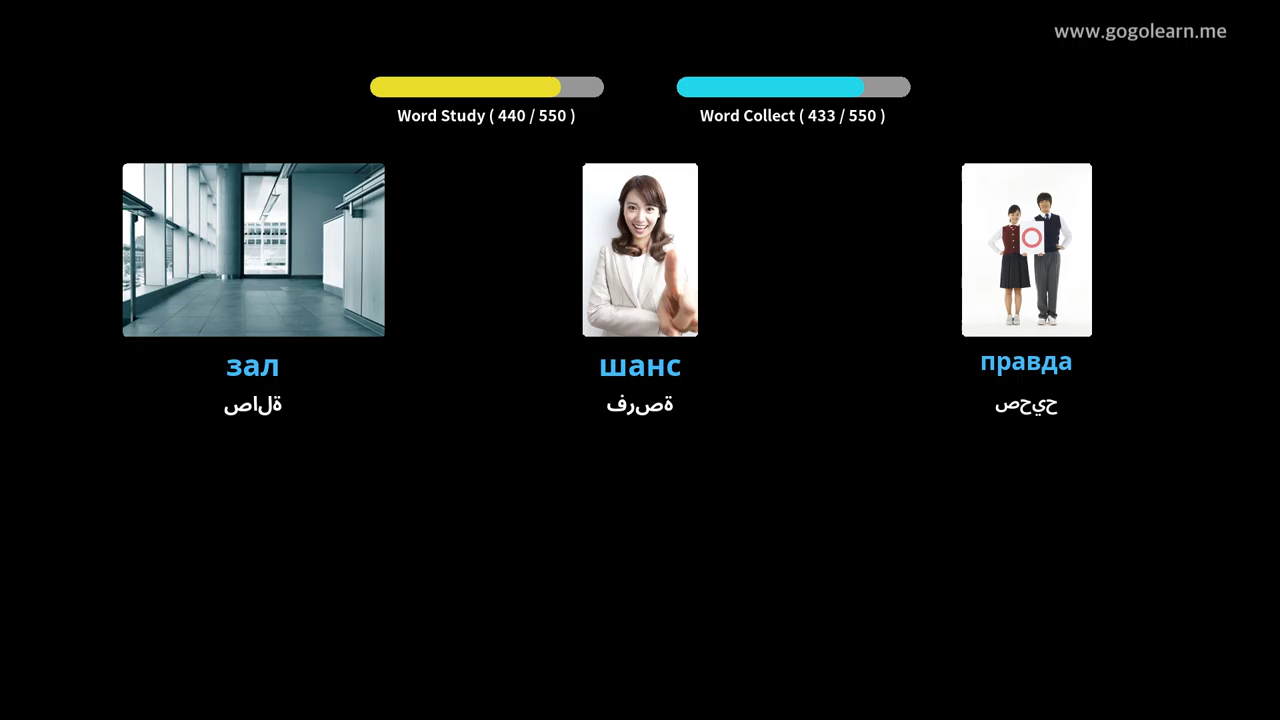 www.gogolearn.me
Word Study ( 440 / 550 )
Word Collect ( 433 / 550 )
зал
шанс
правда
صالة
فرصة
صحيح